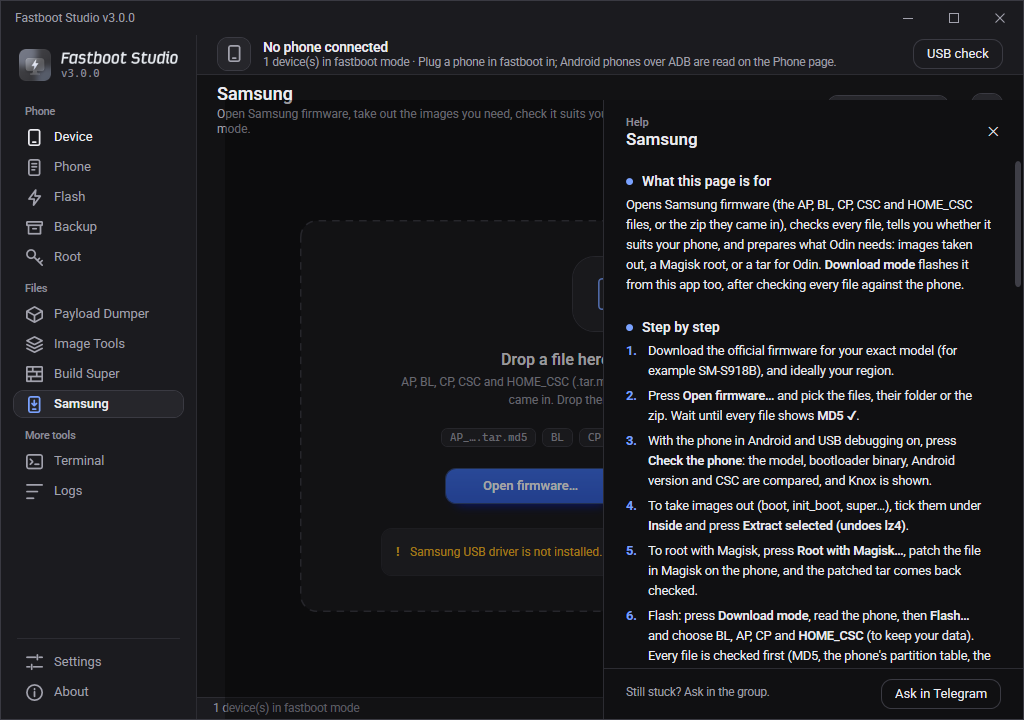 Fastboot Studio v3.0.0
Fastboot Studio
v3.0.0
No phone connected
1 device(s) in fastboot mode · Plug a phone in fastboot in; Android phones over ADB are read on the Phone page.
USB check
Phone
Device
Phone
Flash
Backup
Root
Files
Payload Dumper
Image Tools
Build Super
Samsung
More tools
Terminal
Logs
Settings
About
Samsung
Open Samsung firmware, take out the images you need, check it suits you
mode.
Drop a file here
AP, BL, CP, CSC and HOME_CSC (.tar.m
came in. Drop the
AP_….tar.md5
BL
CP
Open firmware…
! Samsung USB driver is not installed.
1 device(s) in fastboot mode
Help
Samsung
What this page is for
Opens Samsung firmware (the AP, BL, CP, CSC and HOME_CSC
files, or the zip they came in), checks every file, tells you whether it
suits your phone, and prepares what Odin needs: images taken
out, a Magisk root, or a tar for Odin. Download mode flashes it
from this app too, after checking every file against the phone.
Step by step
1. Download the official firmware for your exact model (for
example SM-S918B), and ideally your region.
2. Press Open firmware… and pick the files, their folder or the
zip. Wait until every file shows MD5 ✓.
3. With the phone in Android and USB debugging on, press
Check the phone: the model, bootloader binary, Android
version and CSC are compared, and Knox is shown.
4. To take images out (boot, init_boot, super…), tick them under
Inside and press Extract selected (undoes lz4).
5. To root with Magisk, press Root with Magisk…, patch the file
in Magisk on the phone, and the patched tar comes back
checked.
6. Flash: press Download mode, read the phone, then Flash…
and choose BL, AP, CP and HOME_CSC (to keep your data).
Every file is checked first (MD5, the phone's partition table, the
Still stuck? Ask in the group.
Ask in Telegram